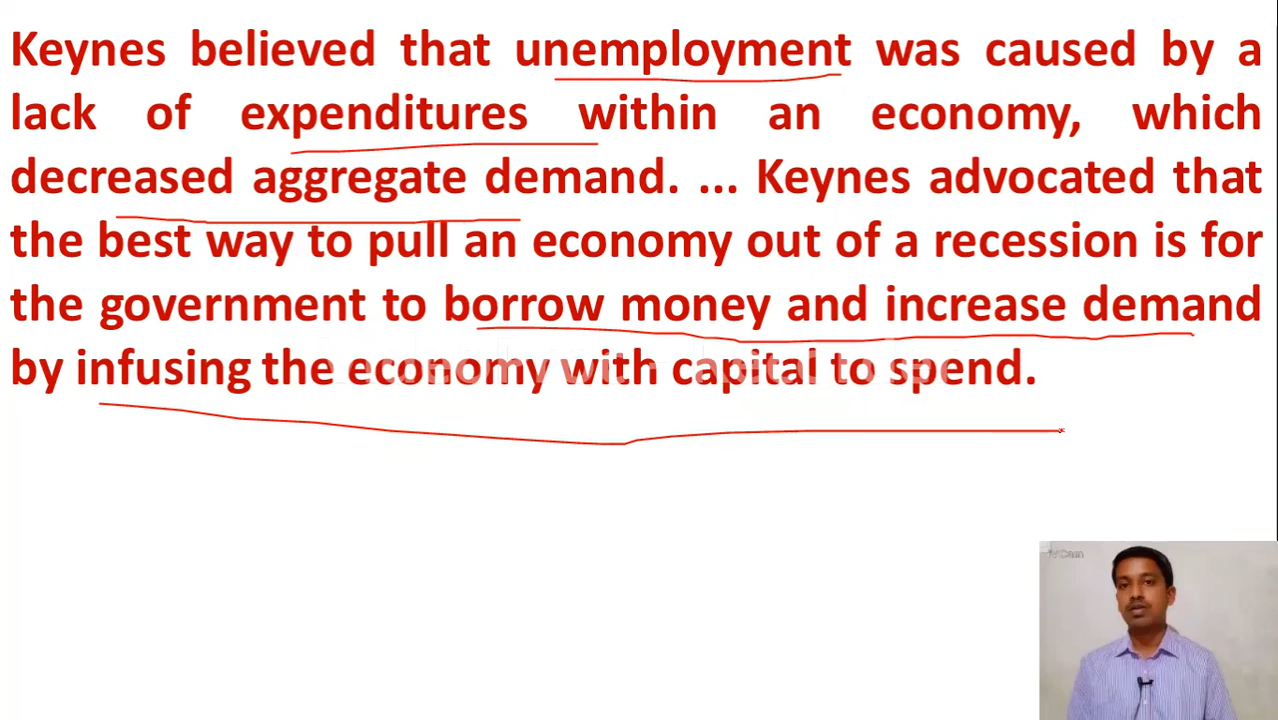 Keynes believed that unemployment was caused by a
lack of expenditures within an economy, which
decreased aggregate demand. ... Keynes advocated that
the best way to pull an economy out of a recession is for
the government to borrow money and increase demand
by infusing the economy with capital to spend.